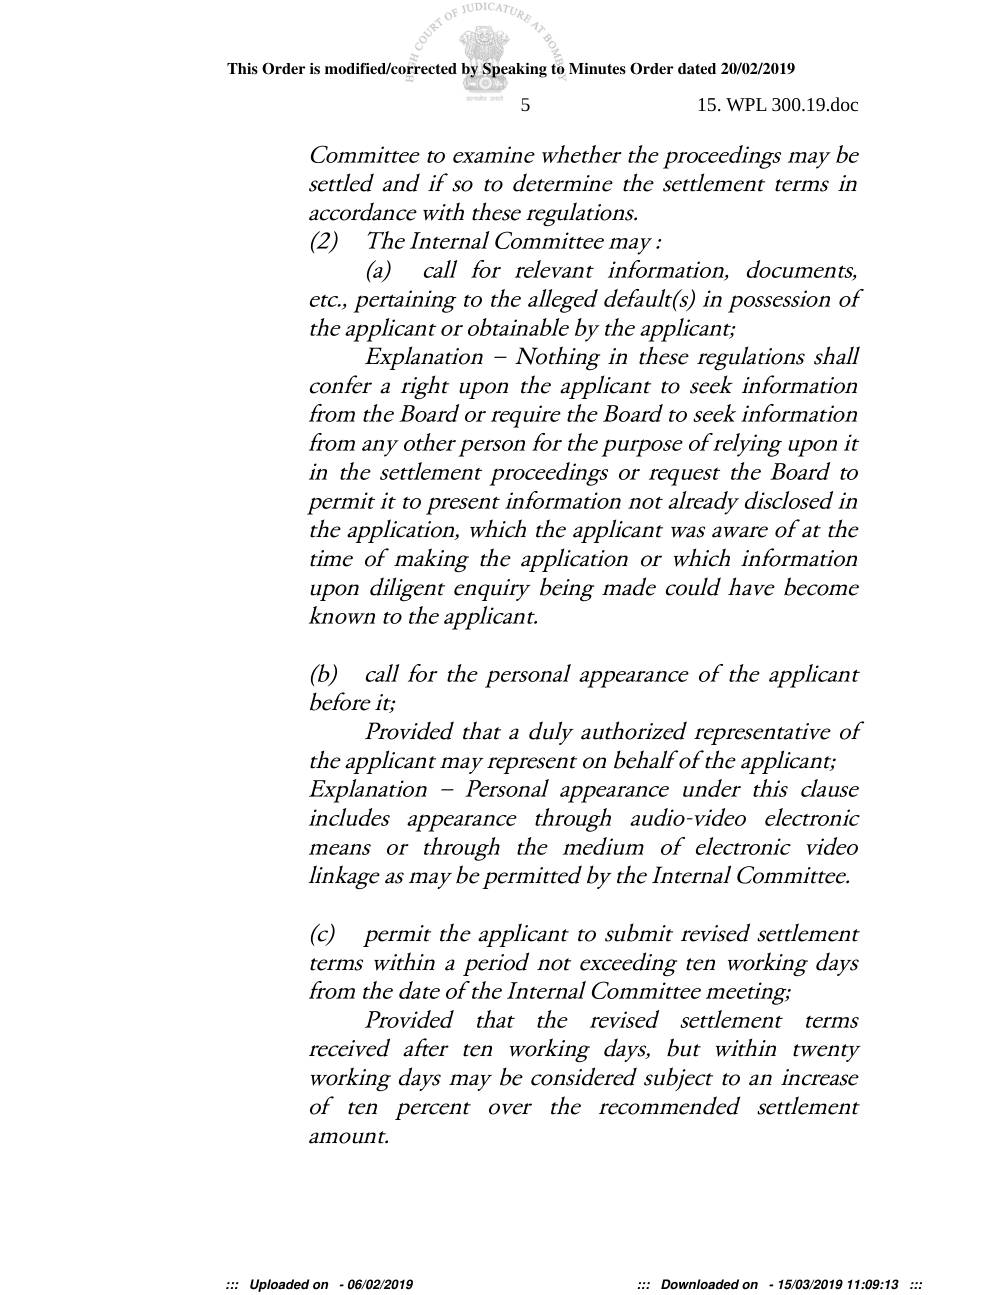 HIGH COURT OF JUDICATURE AT BOMBAY
This Order is modified/corrected by Speaking to Minutes Order dated 20/02/2019
5 15. WPL 300.19.doc
Committee to examine whether the proceedings may be
settled and if so to determine the settlement terms in
accordance with these regulations.
(2) The Internal Committee may :
(a) call for relevant information, documents,
etc., pertaining to the alleged default(s) in possession of
the applicant or obtainable by the applicant;
Explanation – Nothing in these regulations shall
confer a right upon the applicant to seek information
from the Board or require the Board to seek information
from any other person for the purpose of relying upon it
in the settlement proceedings or request the Board to
permit it to present information not already disclosed in
the application, which the applicant was aware of at the
time of making the application or which information
upon diligent enquiry being made could have become
known to the applicant.
(b) call for the personal appearance of the applicant
before it;
Provided that a duly authorized representative of
the applicant may represent on behalf of the applicant;
Explanation – Personal appearance under this clause
includes appearance through audio-video electronic
means or through the medium of electronic video
linkage as may be permitted by the Internal Committee.
(c) permit the applicant to submit revised settlement
terms within a period not exceeding ten working days
from the date of the Internal Committee meeting;
Provided that the revised settlement terms
received after ten working days, but within twenty
working days may be considered subject to an increase
of ten percent over the recommended settlement
amount.
::: Uploaded on - 06/02/2019 ::: Downloaded on - 15/03/2019 11:09:13 :::